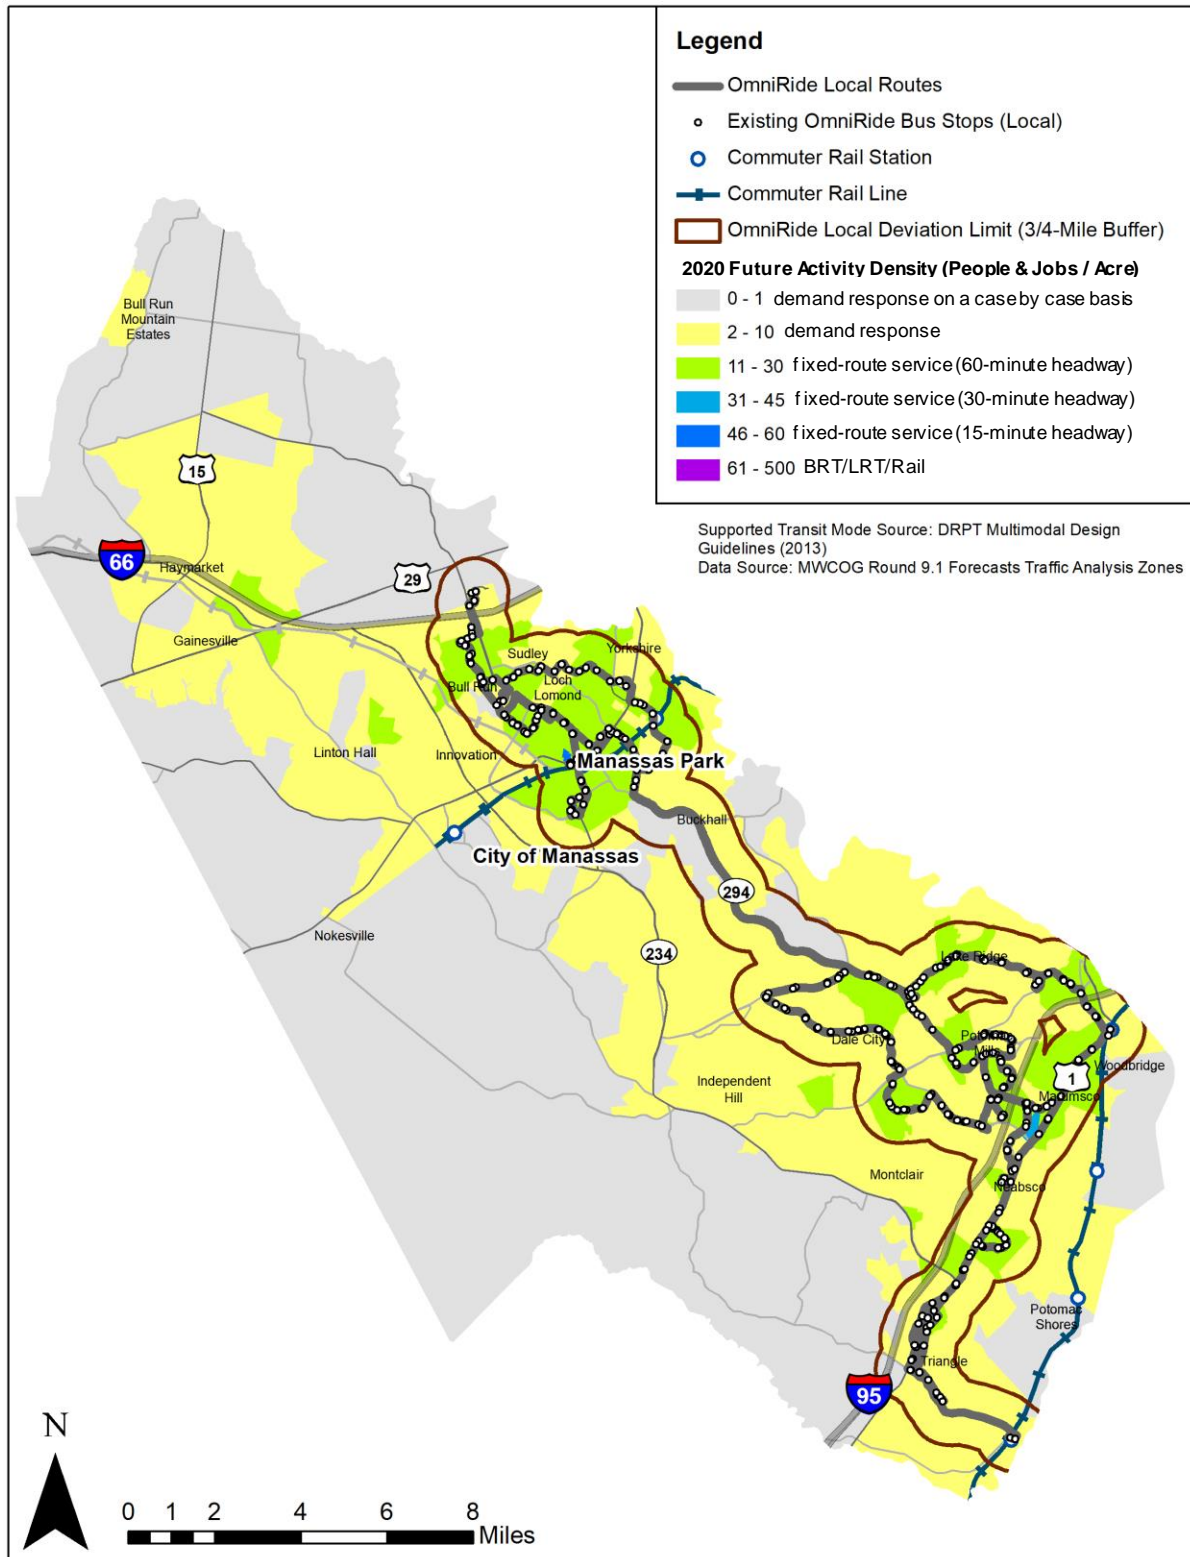 Legend
OmniRide Local Routes
Existing OmniRide Bus Stops (Local)
Commuter Rail Station
Commuter Rail Line
OmniRide Local Deviation Limit (3/4-Mile Buffer)
2020 Future Activity Density (People & Jobs / Acre)
0 - 1 demand response on a case by case basis
2 - 10 demand response
11 - 30 fixed-route service (60-minute headway)
31 - 45 fixed-route service (30-minute headway)
46 - 60 fixed-route service (15-minute headway)
61 - 500 BRT/LRT/Rail
Supported Transit Mode Source: DRPT Multimodal Design
Guidelines (2013)
Data Source: MWCOG Round 9.1 Forecasts Traffic Analysis Zones
Bull Run
Mountain
Estates
15
66
Haymarket
29
Gainesville
Sudley
Yorkshire
Bull Run
Loch
Lomond
Linton Hall
Innovation
Manassas Park
Buckhall
City of Manassas
294
Nokesville
234
Lake Ridge
Dale City
Potomac
Mills
Woodbridge
1
Marumsco
Independent
Hill
Montclair
Neabsco
Potomac
Shores
Triangle
95
N
0 1 2 4 6 8
Miles